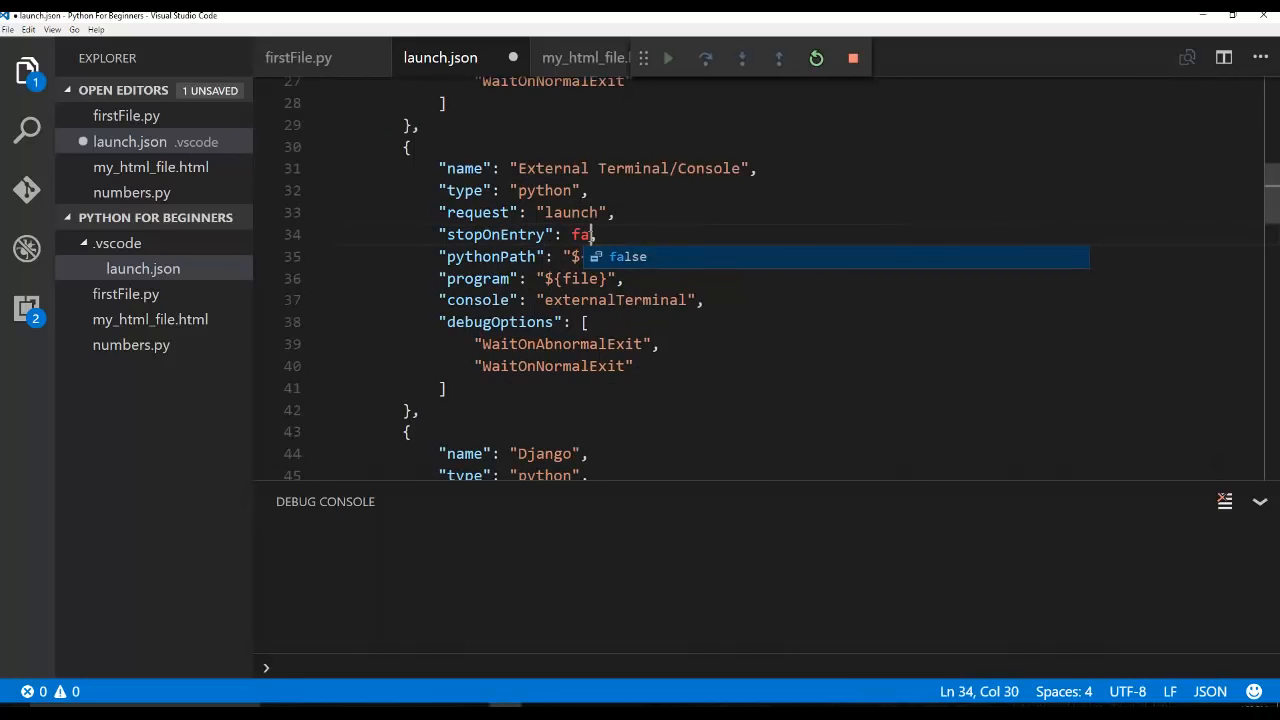 ● launch.json - Python For Beginners - Visual Studio Code
File Edit View Go Help
EXPLORER
OPEN EDITORS 1 UNSAVED
firstFile.py
launch.json .vscode
my_html_file.html
numbers.py
PYTHON FOR BEGINNERS
.vscode
launch.json
firstFile.py
my_html_file.html
numbers.py
1
2
firstFile.py launch.json my_html_file.
27 "WaitOnNormalExit"
28 ]
29 },
30 {
31 "name": "External Terminal/Console",
32 "type": "python",
33 "request": "launch",
34 "stopOnEntry": fa,
35 "pythonPath": "$
false
36 "program": "${file}",
37 "console": "externalTerminal",
38 "debugOptions": [
39 "WaitOnAbnormalExit",
40 "WaitOnNormalExit"
41 ]
42 },
43 {
44 "name": "Django",
45 "type": "python",
DEBUG CONSOLE
0 0 Ln 34, Col 30 Spaces: 4 UTF-8 LF JSON